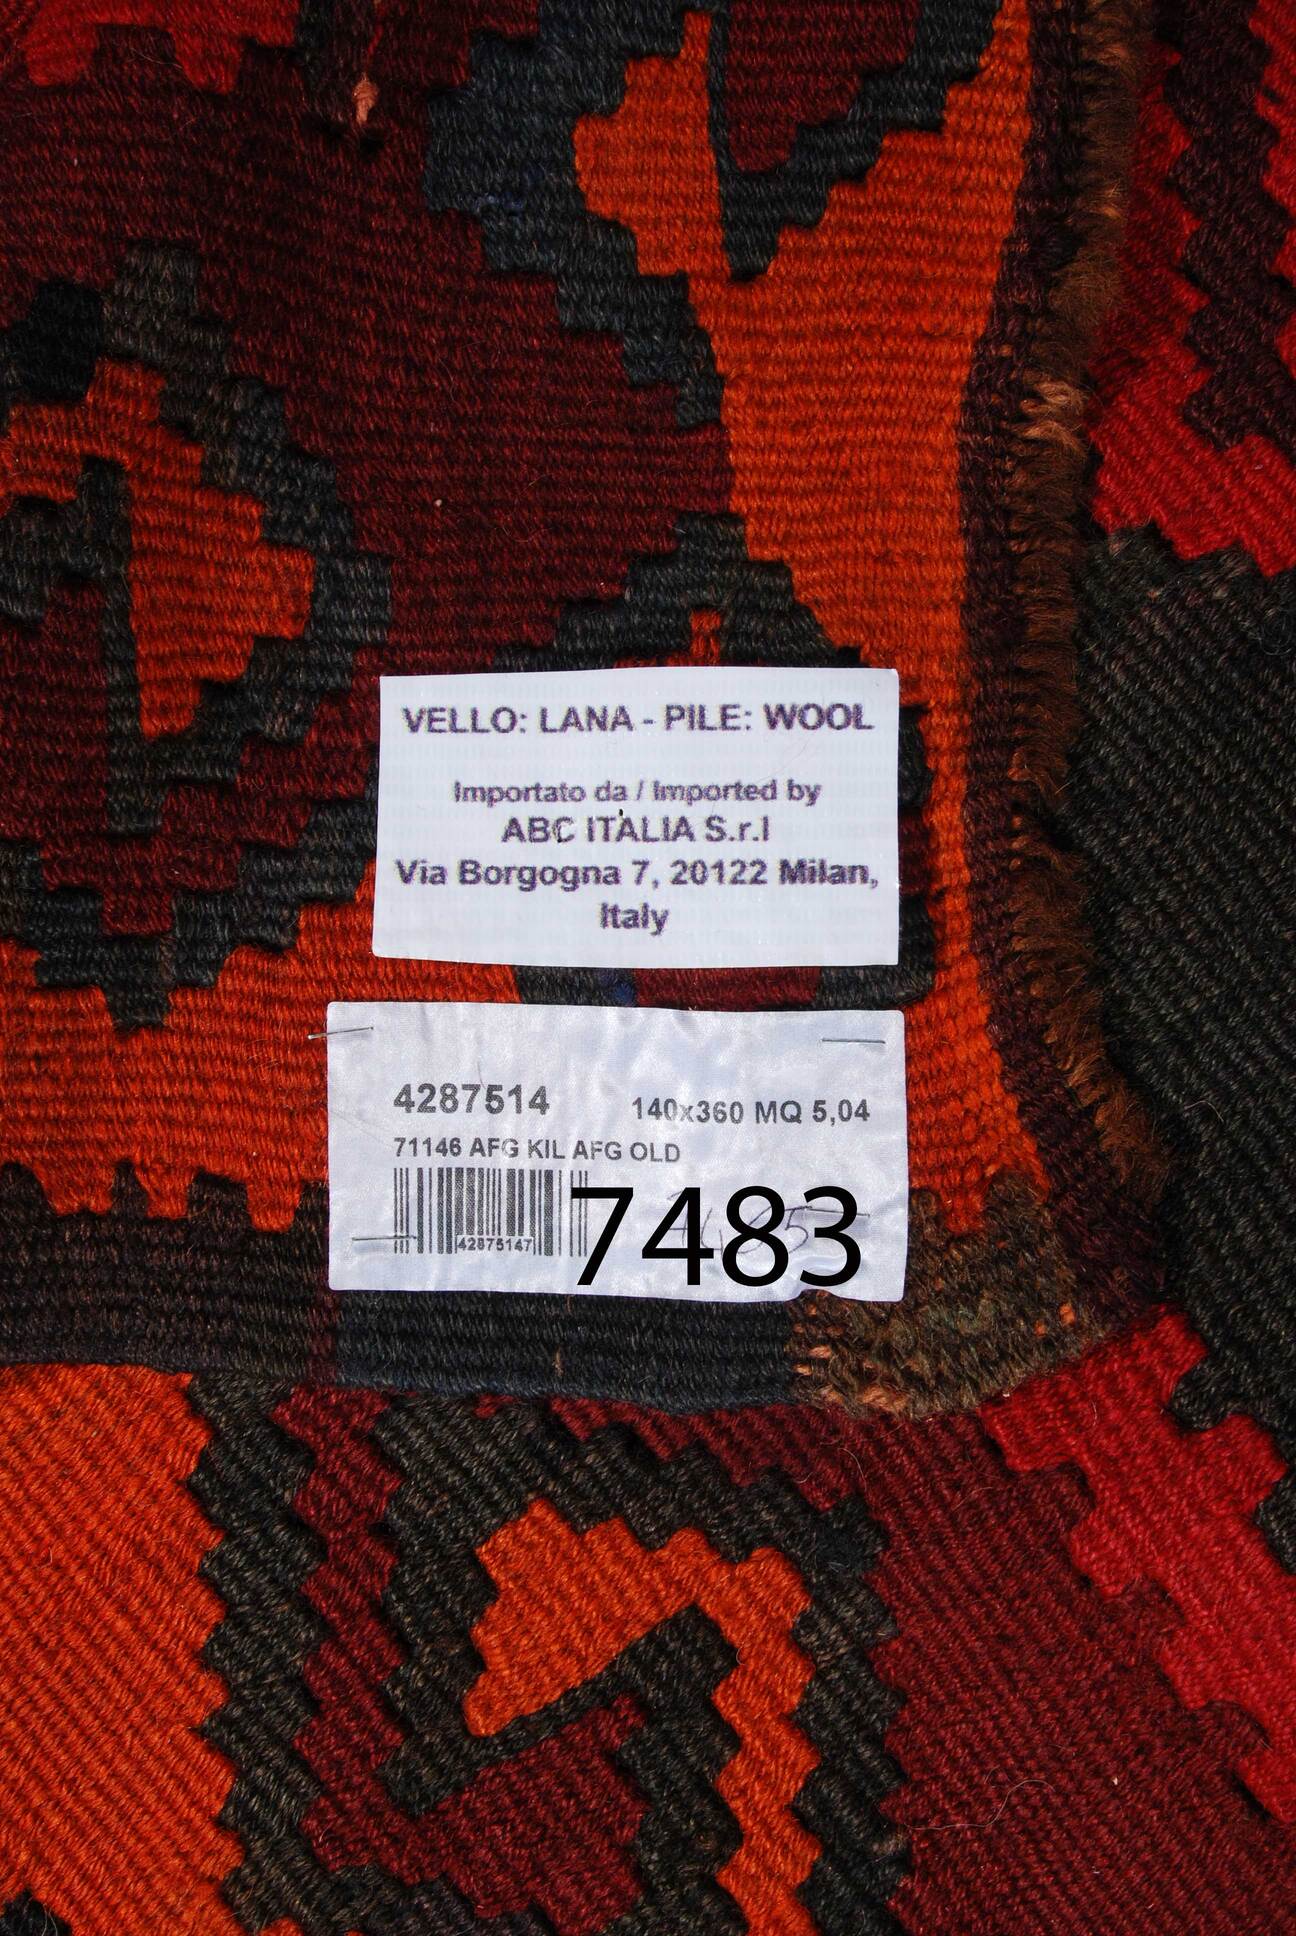 VELLO: LANA - PILE: WOOL
Importato da / Imported by
ABC ITALIA S.r.l
Via Borgogna 7, 20122 Milan,
Italy
4287514
140x360 MQ 5,04
71146 AFG KIL AFG OLD
42875147
7483